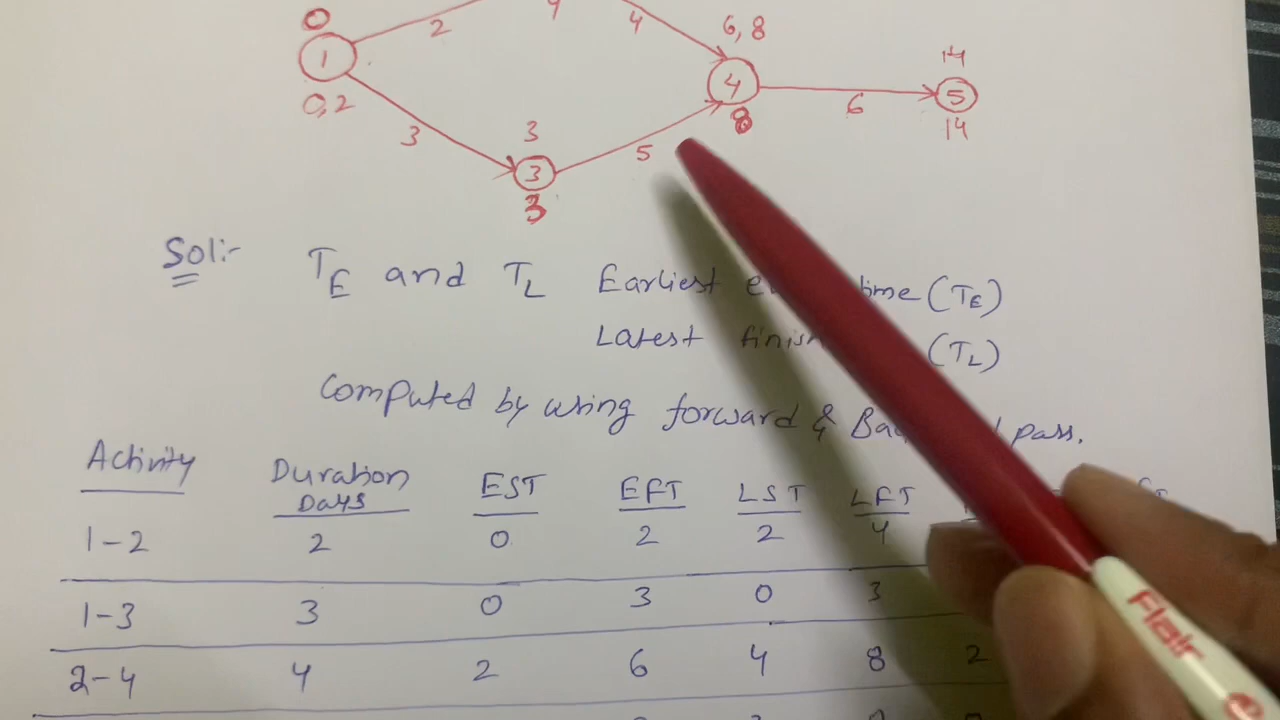 0
2
4
4
6, 8
1
4
14
5
0,2
3
3
5
8
6
14
3
3
Sol:-
TE and TL Earliest time (TE)
Latest (TL)
Computed by using forward & pass.
Activity Duration Days EST EFT LST LFT
1-2 2 0 2 2 4
1-3 3 0 3 0 3
2-4 4 2 6 4 8 2
Flair